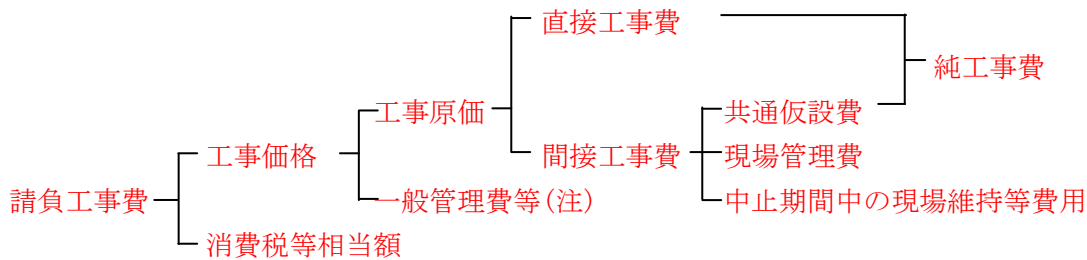 直接工事費
純工事費
工事原価
共通仮設費
工事価格
間接工事費
現場管理費
請負工事費
一般管理費等(注)
中止期間中の現場維持等費用
消費税等相当額